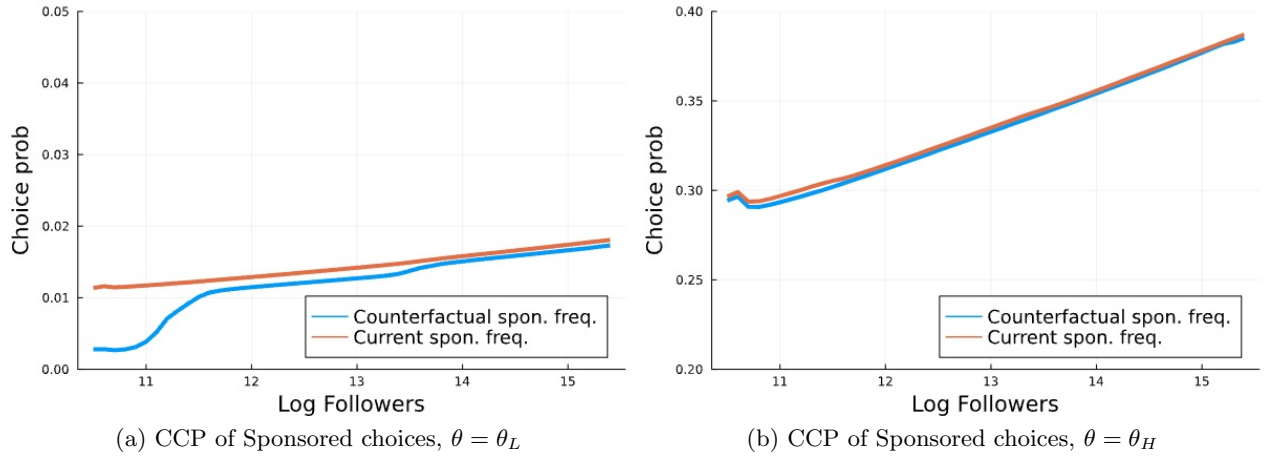 0.05
0.04
0.03
0.02
0.01
0.00
Choice prob
11 12 13 14 15
Log Followers
Counterfactual spon. freq.
Current spon. freq.
(a) CCP of Sponsored choices, θ = θ_L
0.40
0.35
0.30
0.25
0.20
Choice prob
11 12 13 14 15
Log Followers
Counterfactual spon. freq.
Current spon. freq.
(b) CCP of Sponsored choices, θ = θ_H